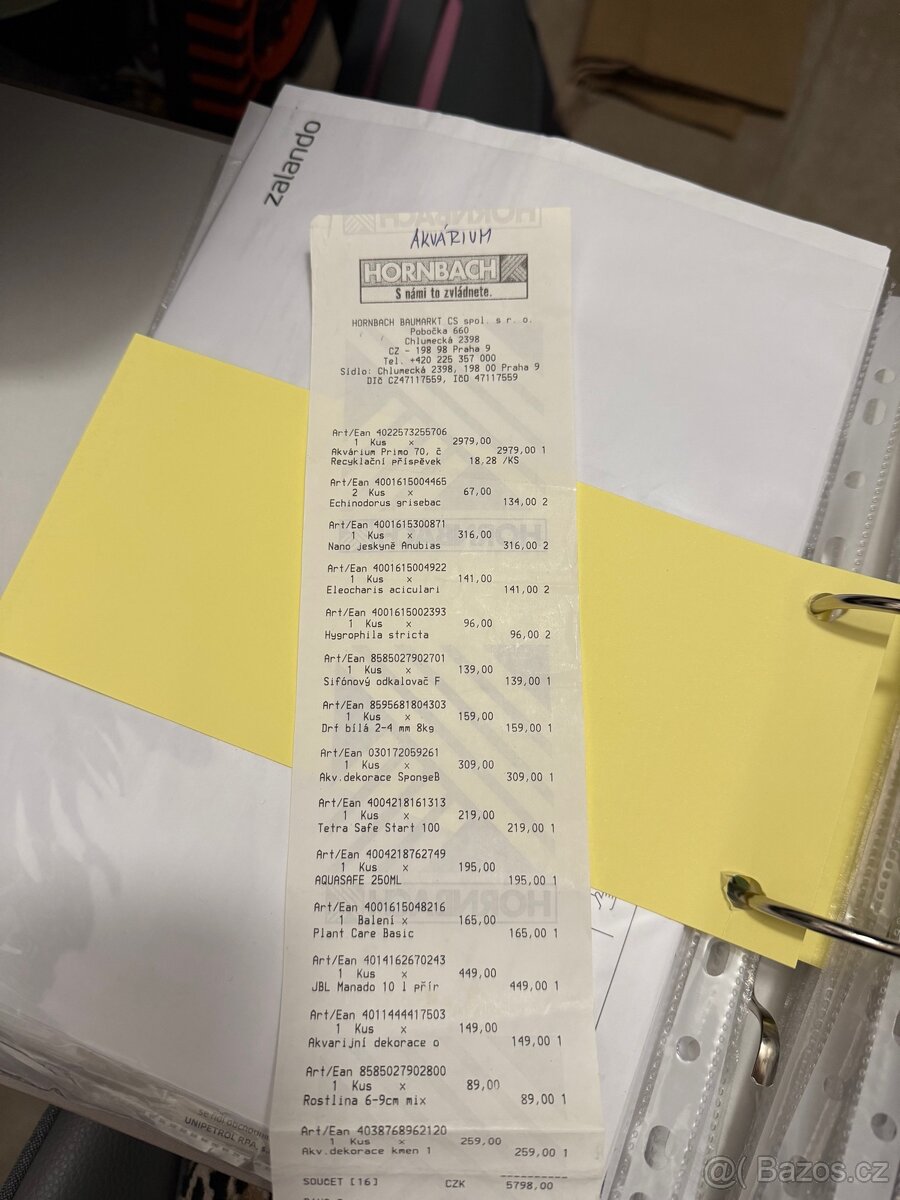 zalando
AKVÁRIUM
HORNBACH
S námi to zvládnete.
HORNBACH BAUMARKT CS spol. s r. o.
Pobočka 660
Chlumecká 2398
CZ - 198 98 Praha 9
Tel. +420 225 357 000
Sídlo: Chlumecká 2398, 198 00 Praha 9
DIČ CZ47117559, IČO 47117559
Art/Ean 4022573255706
1 Kus x 2979,00
Akvárium Primo 70, č 2979,00 1
Recyklační příspěvek 18,28 /KS
Art/Ean 4001615004465
2 Kus x 67,00
Echinodorus grisebac 134,00 2
Art/Ean 4001615300871
1 Kus x 316,00
Nano jeskyně Anubias 316,00 2
Art/Ean 4001615004922
1 Kus x 141,00
Eleocharis aciculari 141,00 2
Art/Ean 4001615002393
1 Kus x 96,00
Hygrophila stricta 96,00 2
Art/Ean 8585027902701
1 Kus x 139,00
Sifónový odkalovač F 139,00 1
Art/Ean 8595681804303
1 Kus x 159,00
Drť bílá 2-4 mm 8kg 159,00 1
Art/Ean 030172059261
1 Kus x 309,00
Akv.dekorace SpongeB 309,00 1
Art/Ean 4004218161313
1 Kus x 219,00
Tetra Safe Start 100 219,00 1
Art/Ean 4004218762749
1 Kus x 195,00
AQUASAFE 250ML 195,00 1
Art/Ean 4001615048216
1 Balení x 165,00
Plant Care Basic 165,00 1
Art/Ean 4014162670243
1 Kus x 449,00
JBL Manado 10 l přír 449,00 1
Art/Ean 4011444417503
1 Kus x 149,00
Akvarijní dekorace o 149,00 1
Art/Ean 8585027902800
1 Kus x 89,00
Rostlina 6-9cm mix 89,00 1
Art/Ean 4038768962120
1 Kus x 259,00
Akv.dekorace kmen 1 259,00 1
SOUČET [16] CZK 5798,00
UNIPETROL RPA,
Bazos.cz